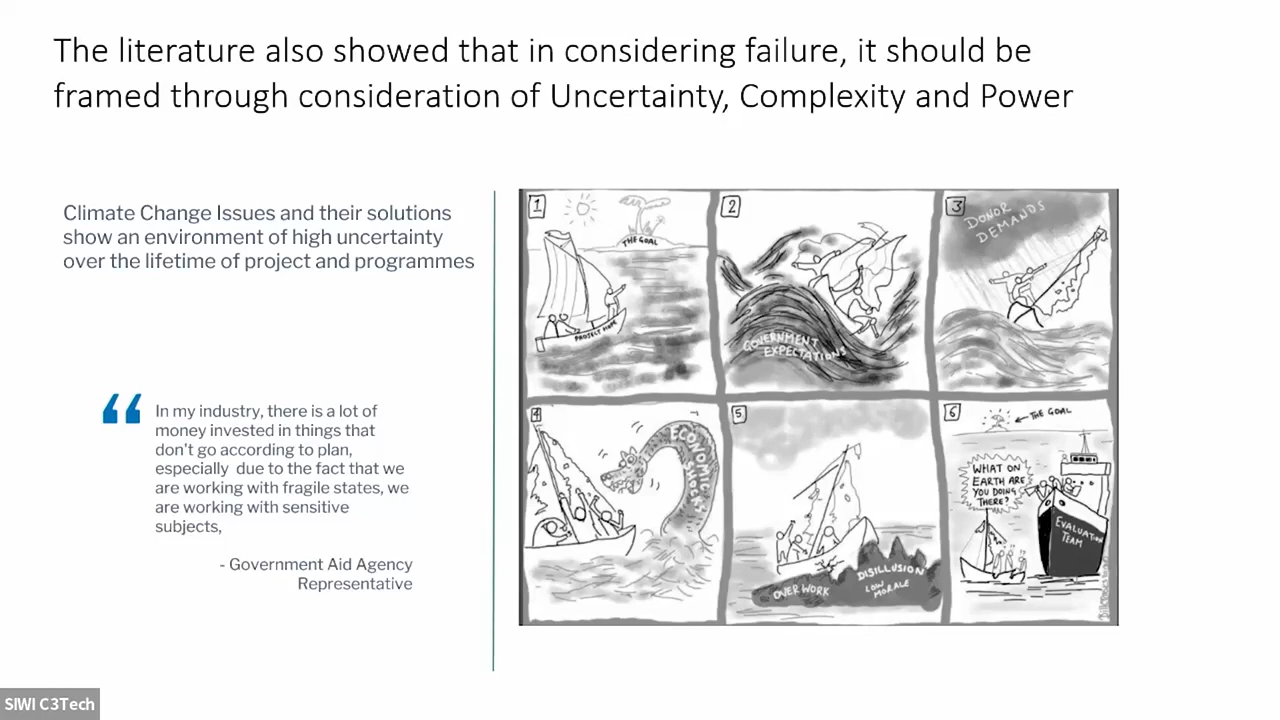 The literature also showed that in considering failure, it should be
framed through consideration of Uncertainty, Complexity and Power
Climate Change Issues and their solutions
show an environment of high uncertainty
over the lifetime of project and programmes
“
In my industry, there is a lot of
money invested in things that
don't go according to plan,
especially due to the fact that we
are working with fragile states, we
are working with sensitive
subjects,
- Government Aid Agency
Representative
1
THE GOAL
PROJECT HOPE
2
GOVERNMENT
EXPECTATIONS
3
DONOR
DEMANDS
4
ECONOMIC
SHOCKS
5
OVER WORK
DISILLUSION
LOW
MORALE
6
THE GOAL
WHAT ON
EARTH ARE
YOU DOING
THERE?
EVALUATION
TEAM
SIWI C3Tech